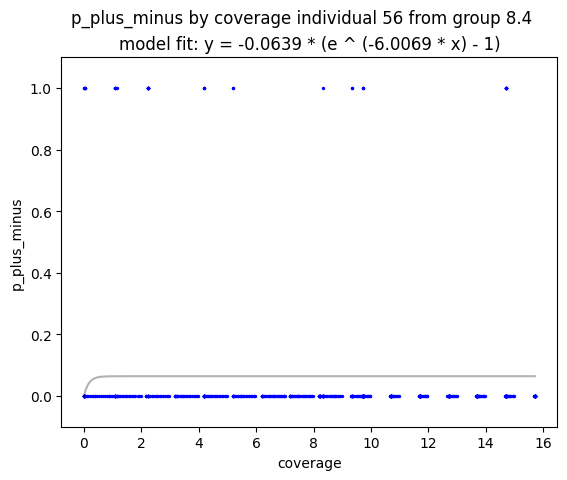 p_plus_minus by coverage individual 56 from group 8.4
model fit: y = -0.0639 * (e ^ (-6.0069 * x) - 1)
1.0
0.8
0.6
0.4
0.2
0.0
p_plus_minus
0 2 4 6 8 10 12 14 16
coverage